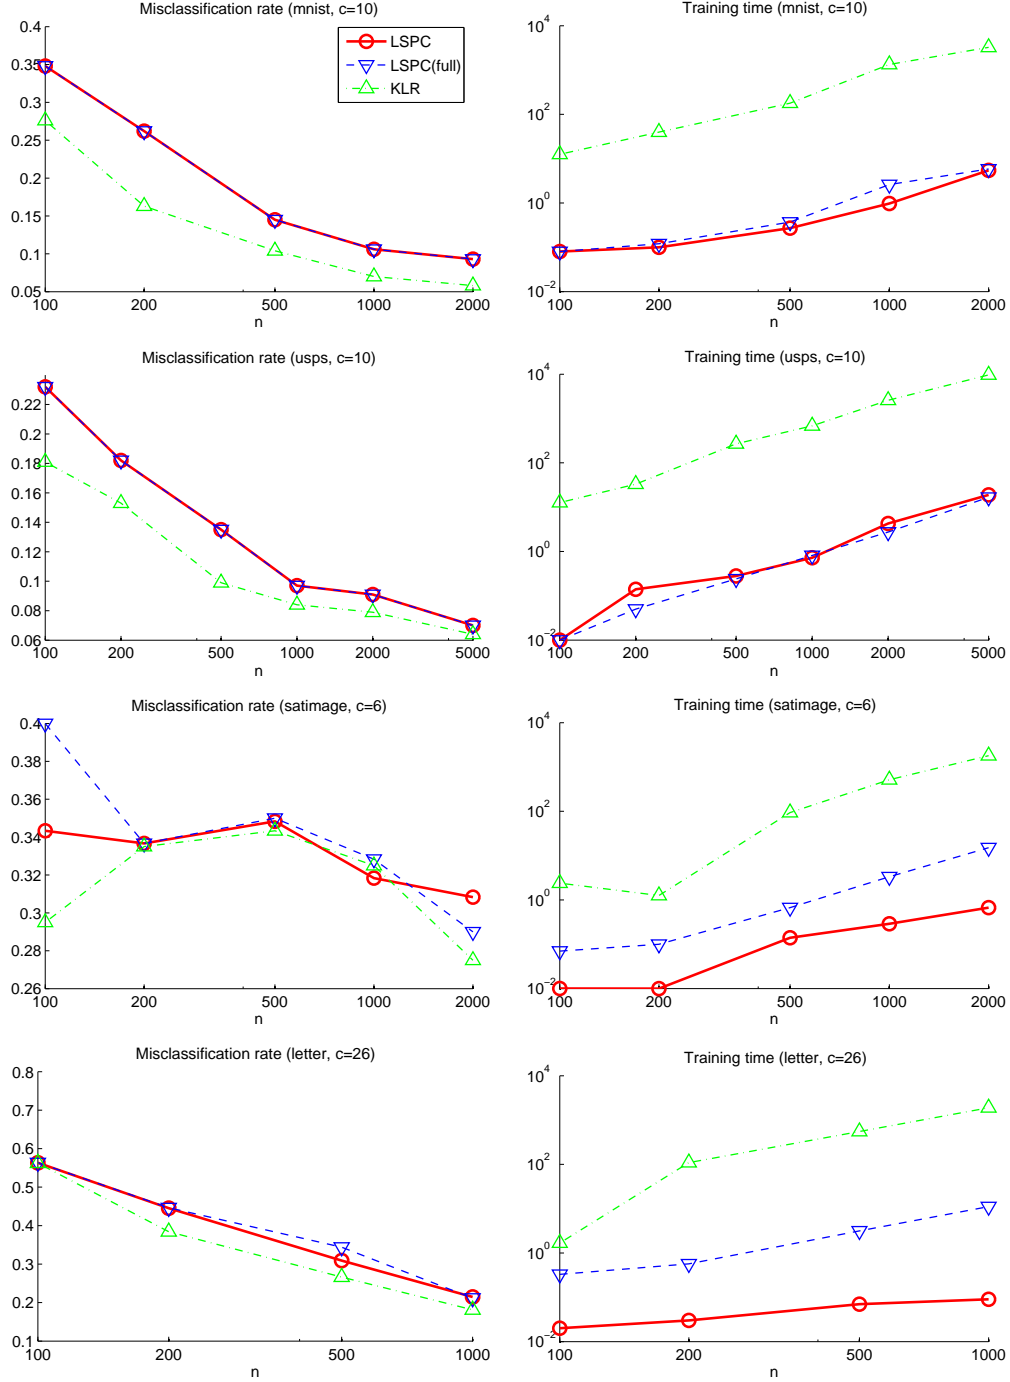 Misclassification rate (mnist, c=10)
0.4
0.35
0.3
0.25
0.2
0.15
0.1
0.05
100 200 500 1000 2000
n
LSPC
LSPC(full)
KLR
Training time (mnist, c=10)
10^4
10^2
10^0
10^−2
100 200 500 1000 2000
n
Misclassification rate (usps, c=10)
0.22
0.2
0.18
0.16
0.14
0.12
0.1
0.08
0.06
100 200 500 1000 2000 5000
n
Training time (usps, c=10)
10^4
10^2
10^0
10^−2
100 200 500 1000 2000 5000
n
Misclassification rate (satimage, c=6)
0.4
0.38
0.36
0.34
0.32
0.3
0.28
0.26
100 200 500 1000 2000
n
Training time (satimage, c=6)
10^4
10^2
10^0
10^−2
100 200 500 1000 2000
n
Misclassification rate (letter, c=26)
0.8
0.7
0.6
0.5
0.4
0.3
0.2
0.1
100 200 500 1000
n
Training time (letter, c=26)
10^4
10^2
10^0
10^−2
100 200 500 1000
n